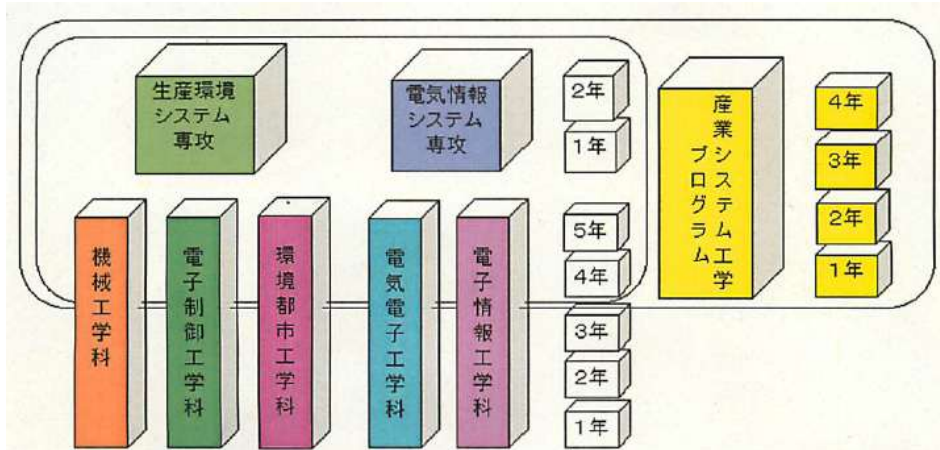 生産環境
システム
専攻
電気情報
システム
専攻
2年
1年
産業システム工学
プログラム
4年
3年
2年
1年
機械工学科
電子制御工学科
環境都市工学科
電気電子工学科
電子情報工学科
5年
4年
3年
2年
1年